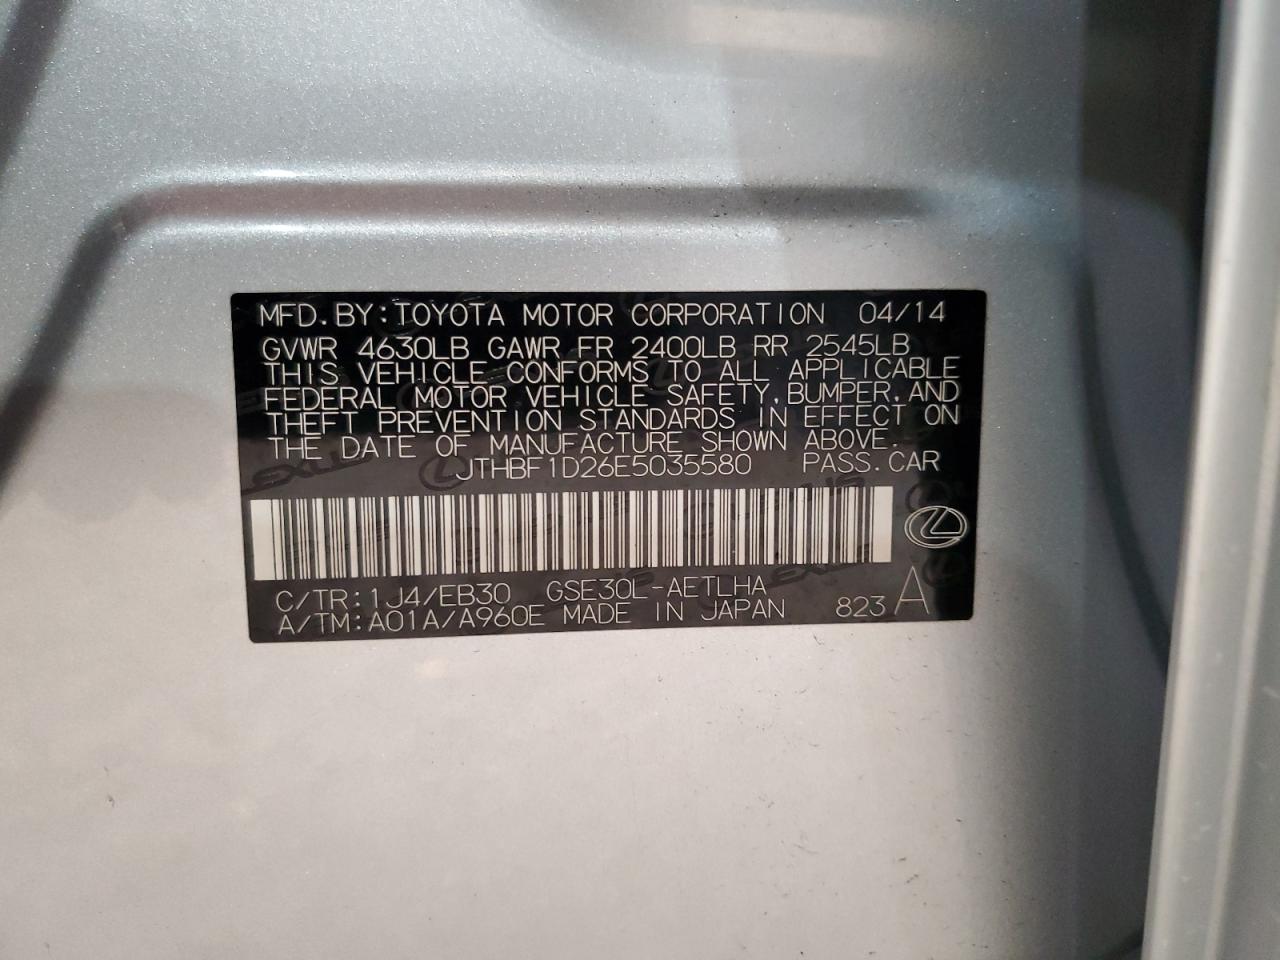 MFD.BY:TOYOTA MOTOR CORPORATION 04/14
GVWR 4630LB GAWR FR 2400LB RR 2545LB
THIS VEHICLE CONFORMS TO ALL APPLICABLE
FEDERAL MOTOR VEHICLE SAFETY,BUMPER,AND
THEFT PREVENTION STANDARDS IN EFFECT ON
THE DATE OF MANUFACTURE SHOWN ABOVE.
JTHBF1D26E5035580 PASS.CAR
C/TR:1J4/EB30 GSE30L-AETLHA
A/TM:A01A/A960E MADE IN JAPAN 823 A